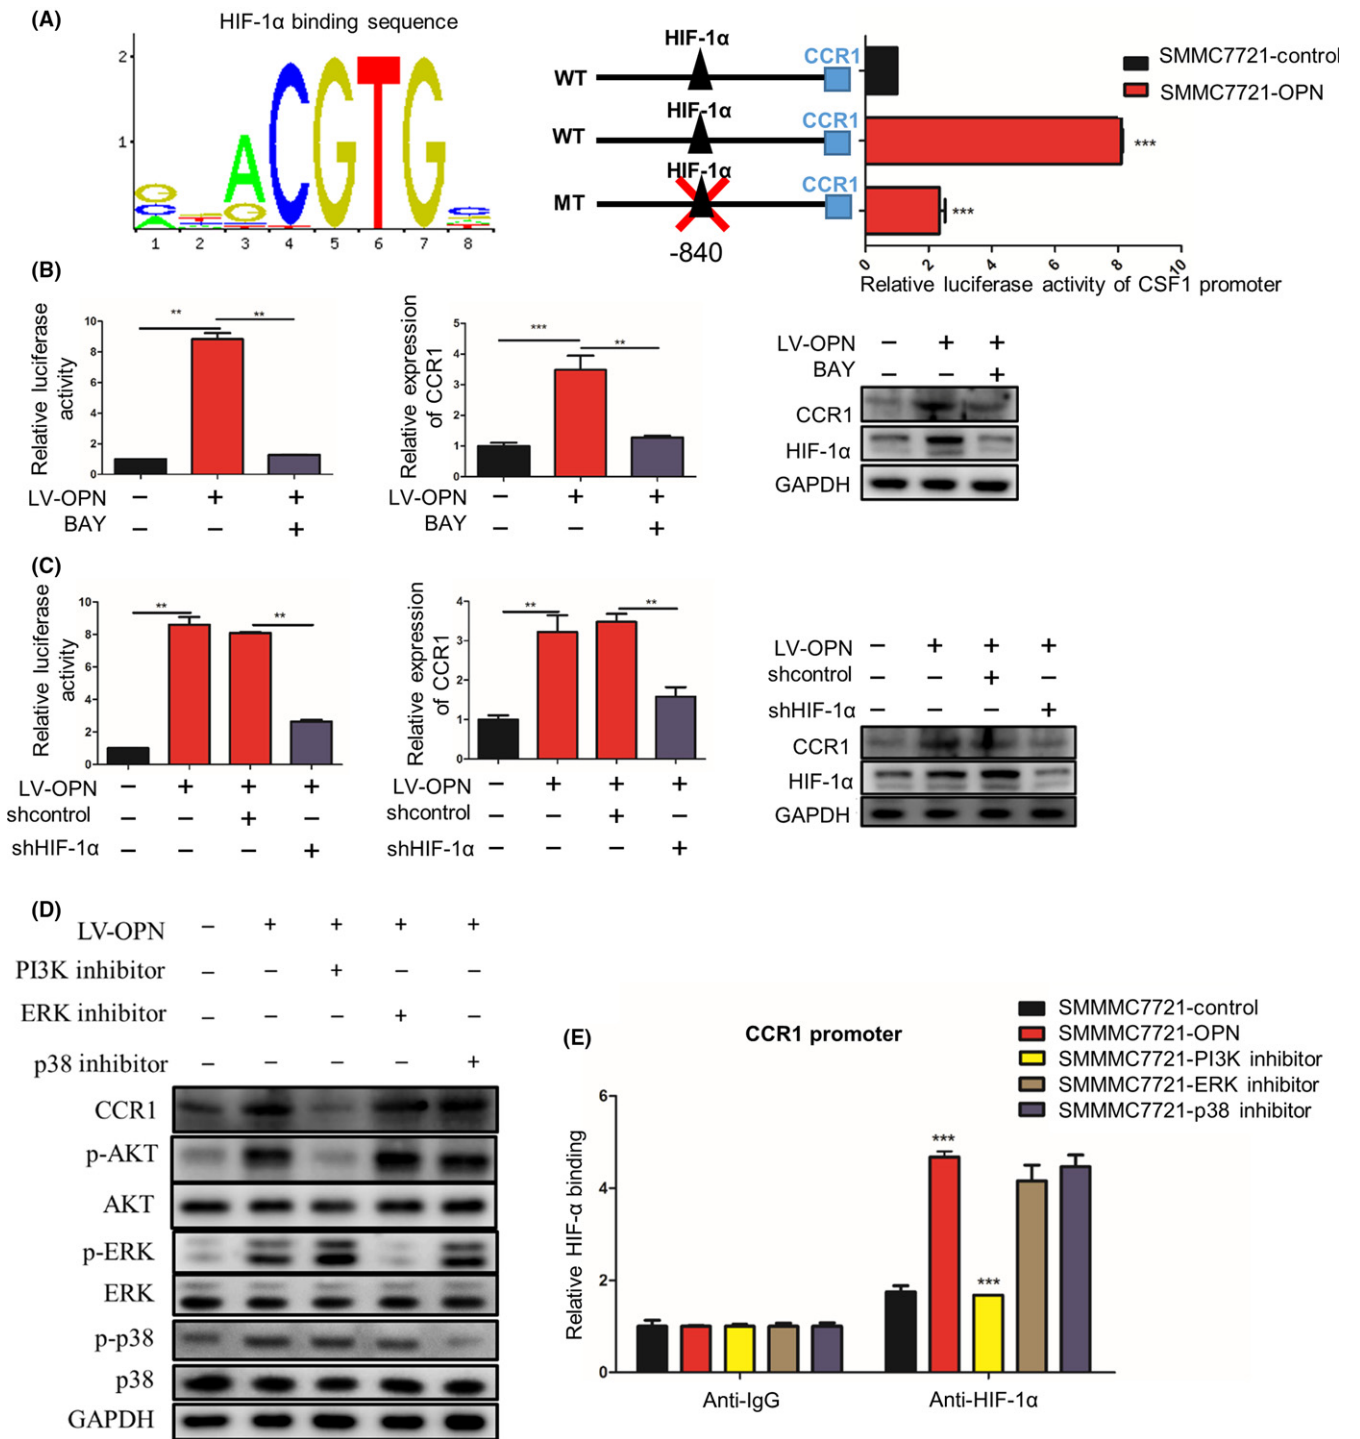 (A)
HIF-1α binding sequence
2
1
A C G T G
1 2 3 4 5 6 7 8
HIF-1α
WT
CCR1
HIF-1α
WT
CCR1
HIF-1α
MT
CCR1
-840
SMMC7721-control
SMMC7721-OPN
***
***
0 2 4 6 8 10
Relative luciferase activity of CSF1 promoter
(B)
Relative luciferase activity
10
8
6
4
2
0
** **
LV-OPN – + +
BAY – – +
Relative expression of CCR1
5
4
3
2
1
0
*** **
LV-OPN – + +
BAY – – +
LV-OPN – + +
BAY – – +
CCR1
HIF-1α
GAPDH
(C)
Relative luciferase activity
10
8
6
4
2
0
** **
LV-OPN – + + +
shcontrol – – + –
shHIF-1α – – – +
Relative expression of CCR1
4
3
2
1
0
** **
LV-OPN – + + +
shcontrol – – + –
shHIF-1α – – – +
LV-OPN – + + +
shcontrol – – + –
shHIF-1α – – – +
CCR1
HIF-1α
GAPDH
(D)
LV-OPN – + + + +
PI3K inhibitor – – + – –
ERK inhibitor – – – + –
p38 inhibitor – – – – +
CCR1
p-AKT
AKT
p-ERK
ERK
p-p38
p38
GAPDH
(E)
CCR1 promoter
SMMMC7721-control
SMMMC7721-OPN
SMMMC7721-PI3K inhibitor
SMMMC7721-ERK inhibitor
SMMMC7721-p38 inhibitor
Relative HIF-α binding
6
4
2
0
***
***
Anti-IgG Anti-HIF-1α